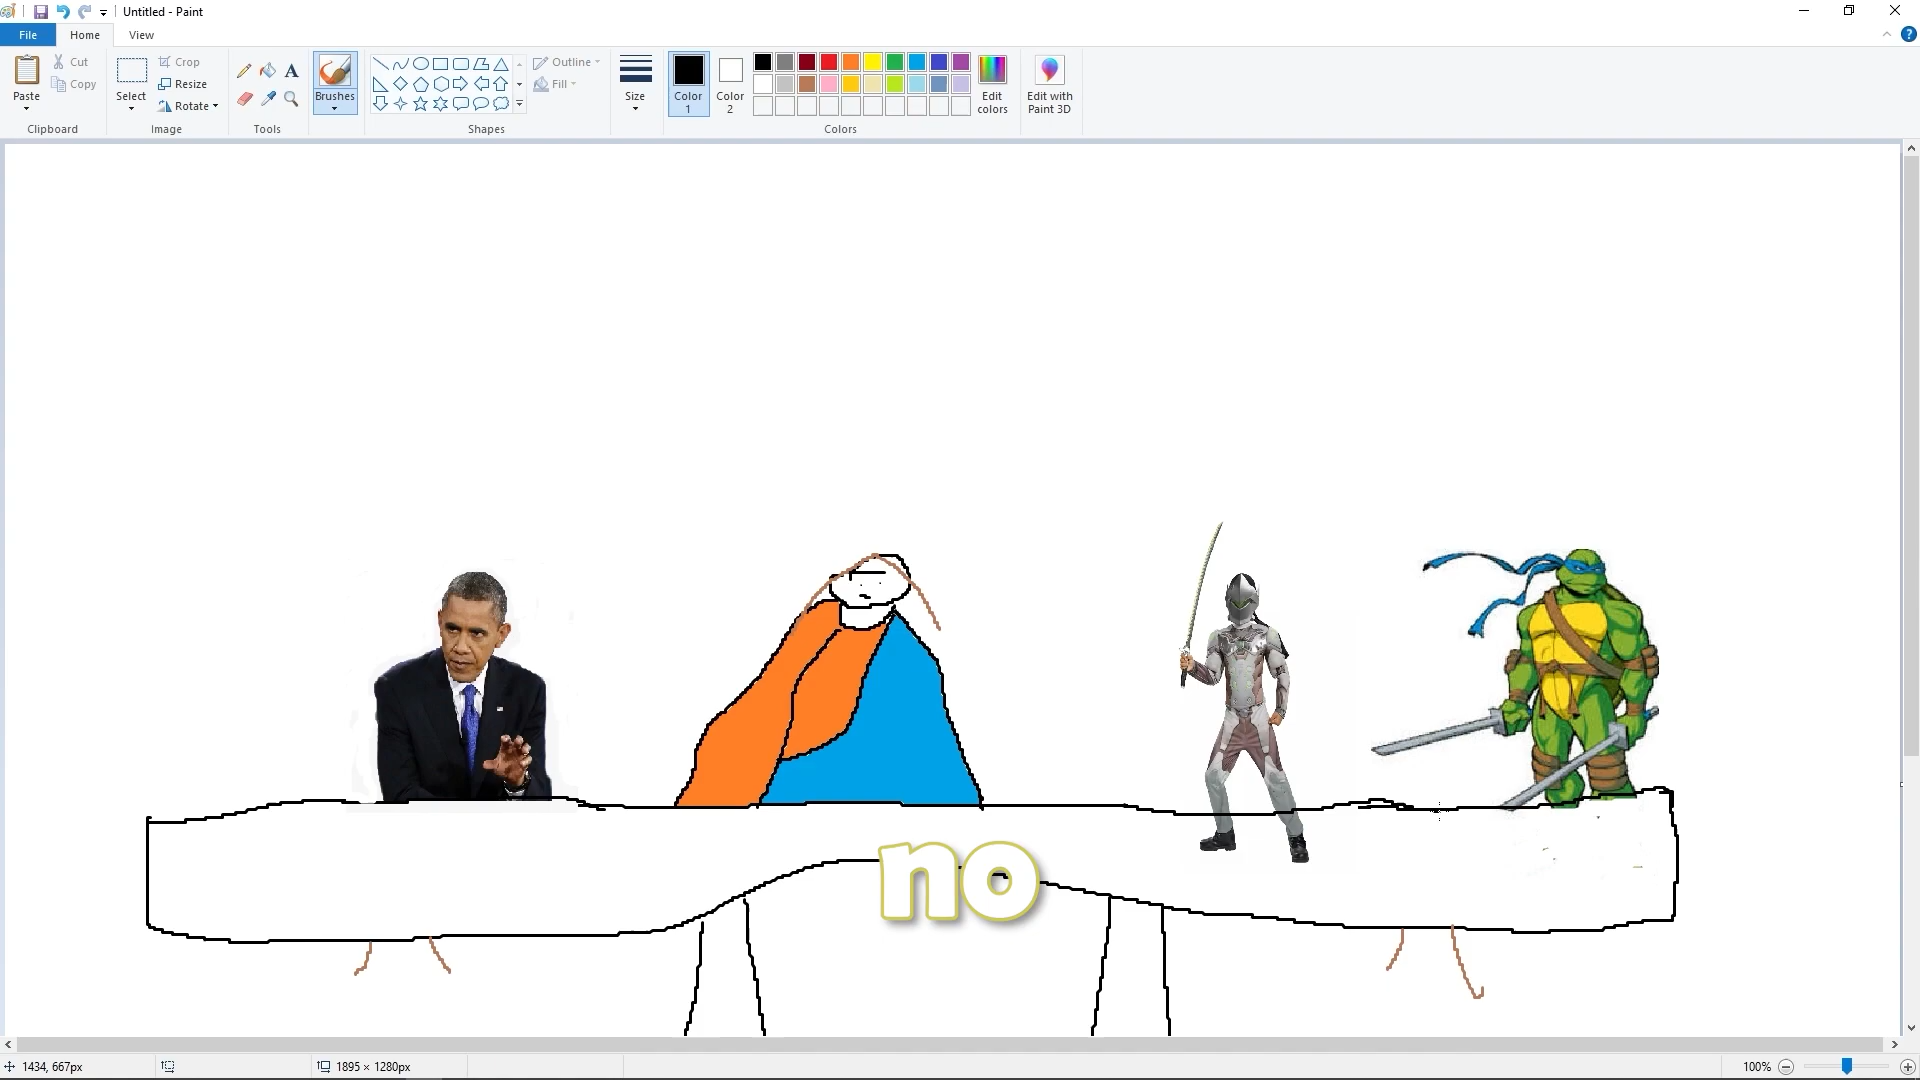 Untitled - Paint
File
Home
View
Paste
Cut
Copy
Clipboard
Select
Crop
Resize
Rotate
Image
A
Tools
Brushes
Shapes
Outline
Fill
Size
Color 1
Color 2
Colors
Edit colors
Edit with Paint 3D
?
no
1434, 667px
1895 × 1280px
100%